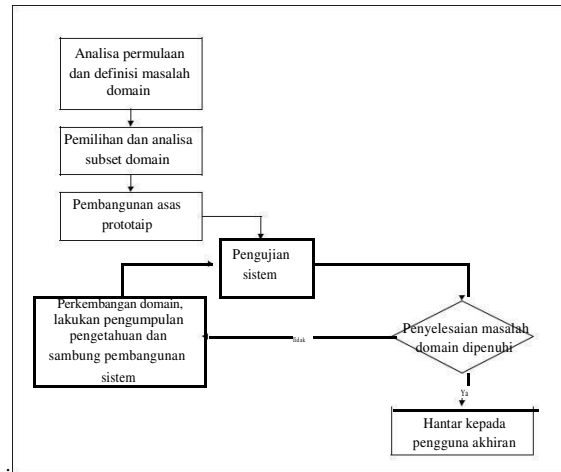 Analisa permulaan
dan definisi masalah
domain
Pemilihan dan analisa
subset domain
Pembangunan asas
prototaip
Pengujian
sistem
Perkembangan domain,
lakukan pengumpulan
pengetahuan dan
sambung pembangunan
sistem
Penyelesaian masalah
domain dipenuhi
Tidak
Ya
Hantar kepada
pengguna akhiran